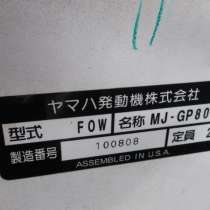 ヤマハ発動機株式会社
型式 FOW 名称 MJ-GP80
製造番号 100808 定員 2
ASSEMBLED IN U.S.A.